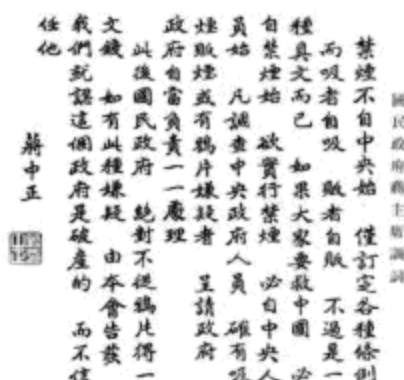 國民政府蔣主席訓詞
禁煙不自中央始　僅訂定各種條例
而吸者自吸　販者自販　不過是一
種具文而已　如果大家要救中國　必
自禁煙始　欲實行禁煙　必自中央人
員始　凡調查中央政府人員　確有吸
煙販煙或有鴉片嫌疑者　呈請政府
政府自當負責一一處理
此後國民政府　絕對不從鴉片得一
文錢　如有此種嫌疑　由本會告發
我們就認這個政府是破產的　而不信
任他
蔣中正